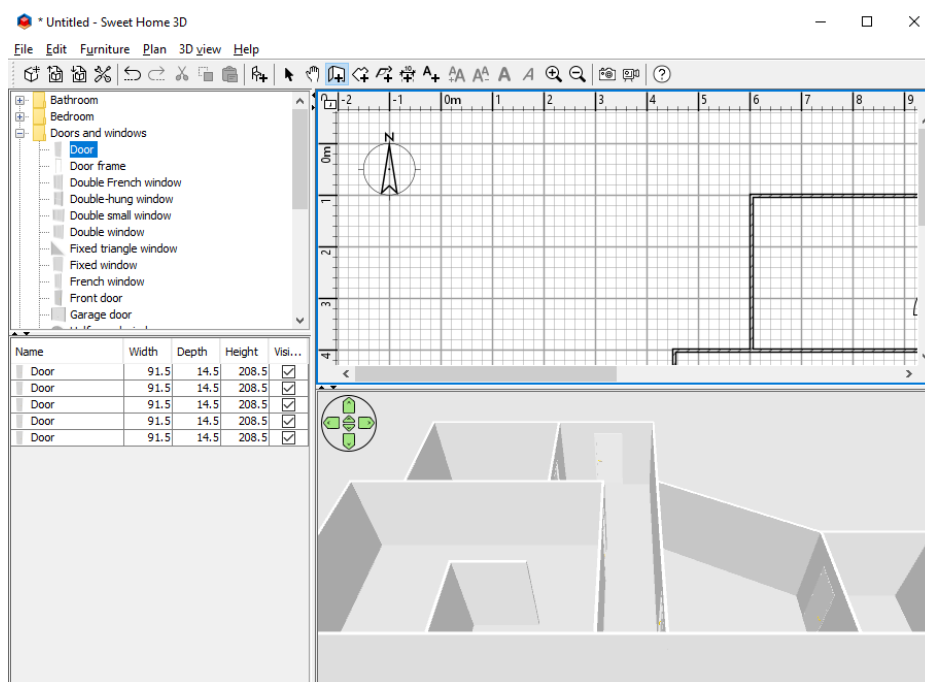 * Untitled - Sweet Home 3D
File Edit Furniture Plan 3D view Help
Bathroom
Bedroom
Doors and windows
Door
Door frame
Double French window
Double-hung window
Double small window
Double window
Fixed triangle window
Fixed window
French window
Front door
Garage door
Name Width Depth Height Visi...
Door 91.5 14.5 208.5
Door 91.5 14.5 208.5
Door 91.5 14.5 208.5
Door 91.5 14.5 208.5
Door 91.5 14.5 208.5
-2 -1 0m 1 2 3 4 5 6 7 8 9
N
0m
1
2
3
4